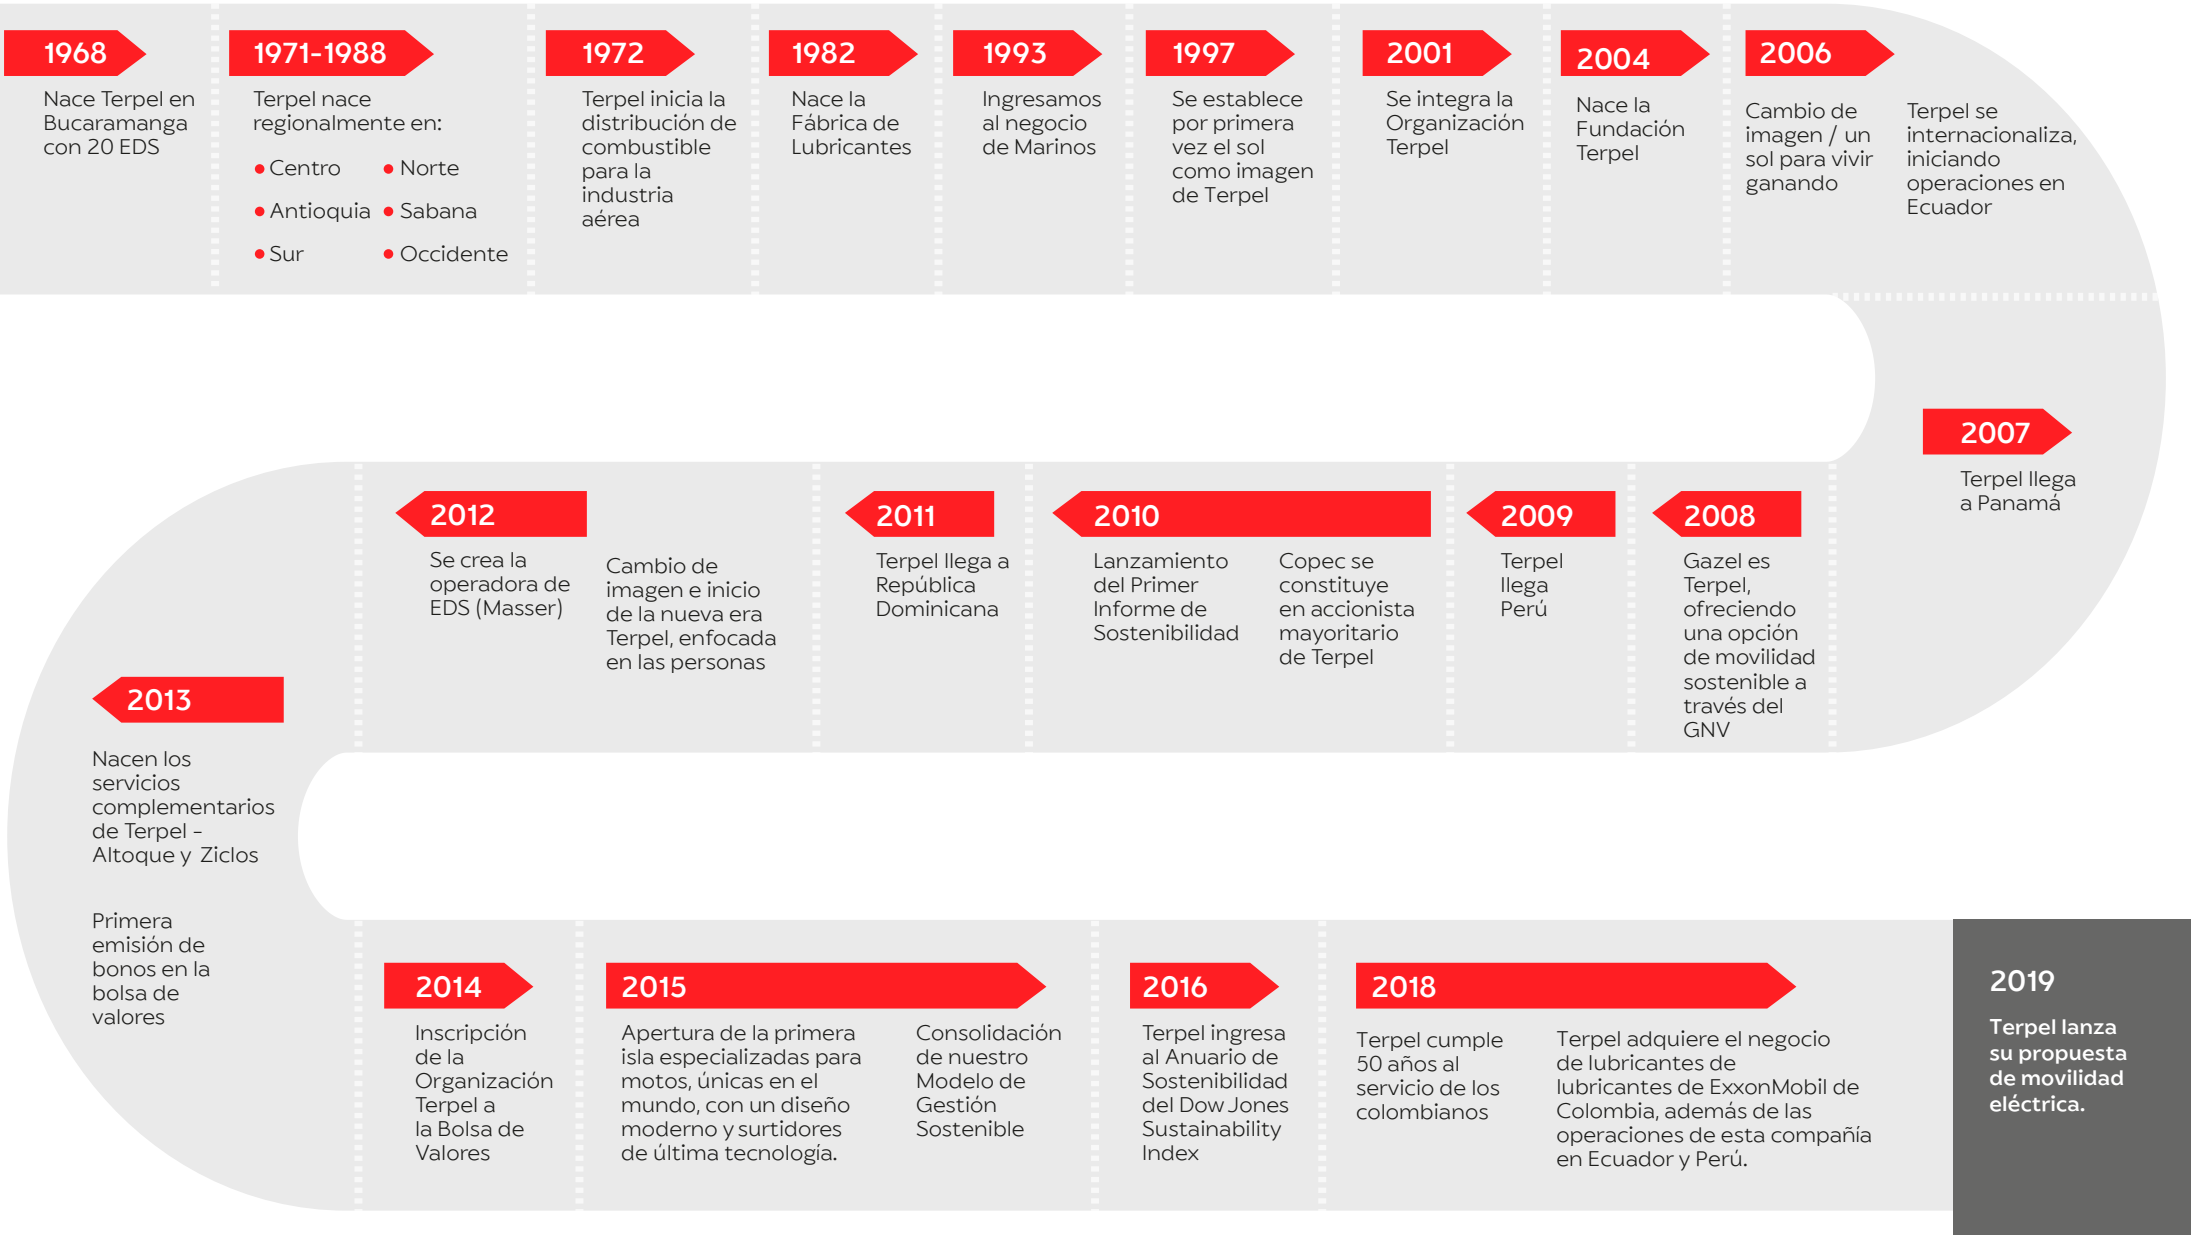 1968
Nace Terpel en
Bucaramanga
con 20 EDS
1971-1988
Terpel nace
regionalmente en:
• Centro
• Norte
• Antioquia
• Sabana
• Sur
• Occidente
1972
Terpel inicia la
distribución de
combustible
para la
industria
aérea
1982
Nace la
Fábrica de
Lubricantes
1993
Ingresamos
al negocio
de Marinos
1997
Se establece
por primera
vez el sol
como imagen
de Terpel
2001
Se integra la
Organización
Terpel
2004
Nace la
Fundación
Terpel
2006
Cambio de
imagen / un
sol para vivir
ganando
Terpel se
internacionaliza,
iniciando
operaciones en
Ecuador
2007
Terpel llega
a Panamá
2008
Gazel es
Terpel,
ofreciendo
una opción
de movilidad
sostenible a
través del
GNV
2009
Terpel
llega
Perú
2010
Lanzamiento
del Primer
Informe de
Sostenibilidad
Copec se
constituye
en accionista
mayoritario
de Terpel
2011
Terpel llega a
República
Dominicana
2012
Se crea la
operadora de
EDS (Masser)
Cambio de
imagen e inicio
de la nueva era
Terpel, enfocada
en las personas
2013
Nacen los
servicios
complementarios
de Terpel -
Altoque y Ziclos
Primera
emisión de
bonos en la
bolsa de
valores
2014
Inscripción
de la
Organización
Terpel a
la Bolsa de
Valores
2015
Apertura de la primera
isla especializadas para
motos, únicas en el
mundo, con un diseño
moderno y surtidores
de última tecnología.
Consolidación
de nuestro
Modelo de
Gestión
Sostenible
2016
Terpel ingresa
al Anuario de
Sostenibilidad
del Dow Jones
Sustainability
Index
2018
Terpel cumple
50 años al
servicio de los
colombianos
Terpel adquiere el negocio
de lubricantes de
lubricantes de ExxonMobil de
Colombia, además de las
operaciones de esta compañía
en Ecuador y Perú.
2019
Terpel lanza
su propuesta
de movilidad
eléctrica.